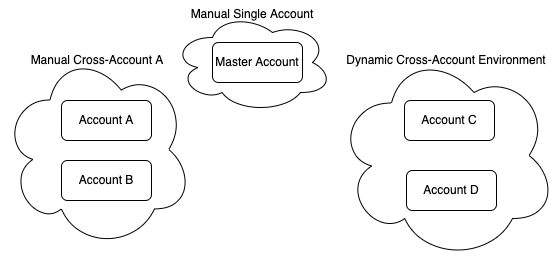 Manual Single Account
Master Account
Manual Cross-Account A
Account A
Account B
Dynamic Cross-Account Environment
Account C
Account D